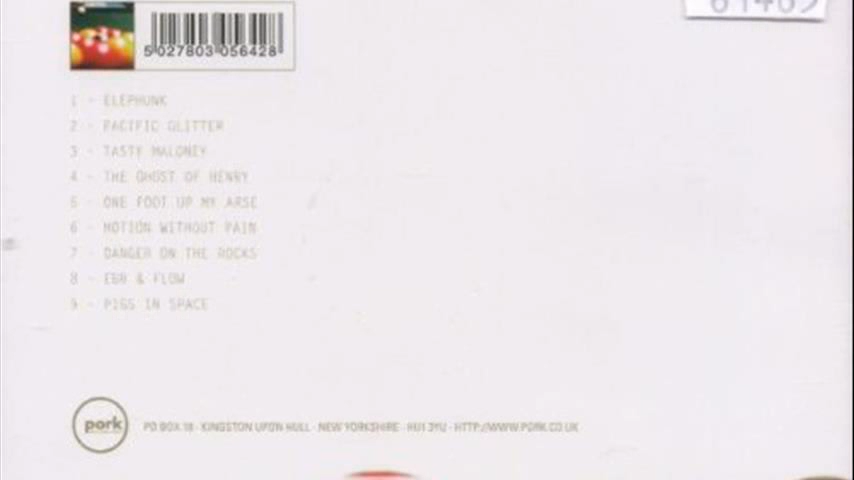 5 027803 056428
1 - ELEPHUNK
2 - PACIFIC GLITTER
3 - TASTY MALONEY
4 - THE GHOST OF HENRY
5 - ONE FOOT UP MY ARSE
6 - MOTION WITHOUT PAIN
7 - DANGER ON THE ROCKS
8 - EBB & FLOW
9 - PIGS IN SPACE
pork
PO BOX 18 · KINGSTON UPON HULL · NEW YORKSHIRE · HU1 3YU · HTTP://WWW.PORK.CO.UK